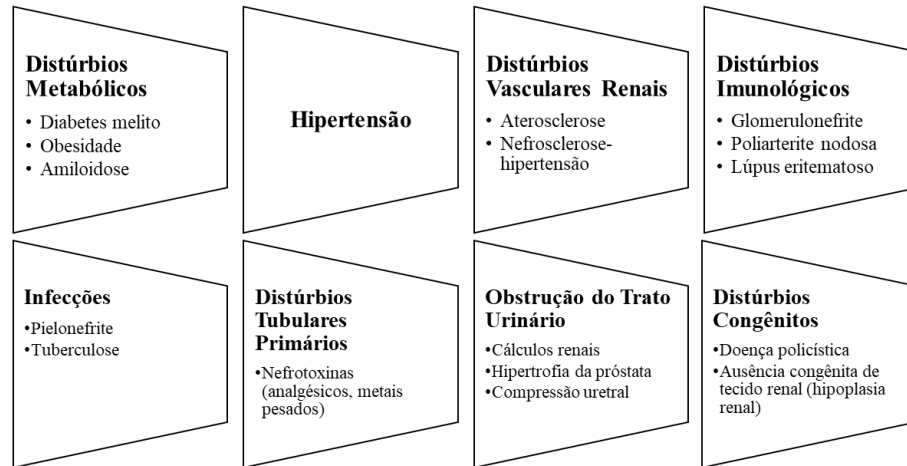 Distúrbios
Metabólicos
• Diabetes melito
• Obesidade
• Amiloidose
Hipertensão
Distúrbios
Vasculares Renais
• Aterosclerose
• Nefrosclerose-
hipertensão
Distúrbios
Imunológicos
• Glomerulonefrite
• Poliarterite nodosa
• Lúpus eritematoso
Infecções
•Pielonefrite
•Tuberculose
Distúrbios
Tubulares
Primários
•Nefrotoxinas
(analgésicos, metais
pesados)
Obstrução do Trato
Urinário
•Cálculos renais
•Hipertrofia da próstata
•Compressão uretral
Distúrbios
Congênitos
•Doença policística
•Ausência congênita de
tecido renal (hipoplasia
renal)